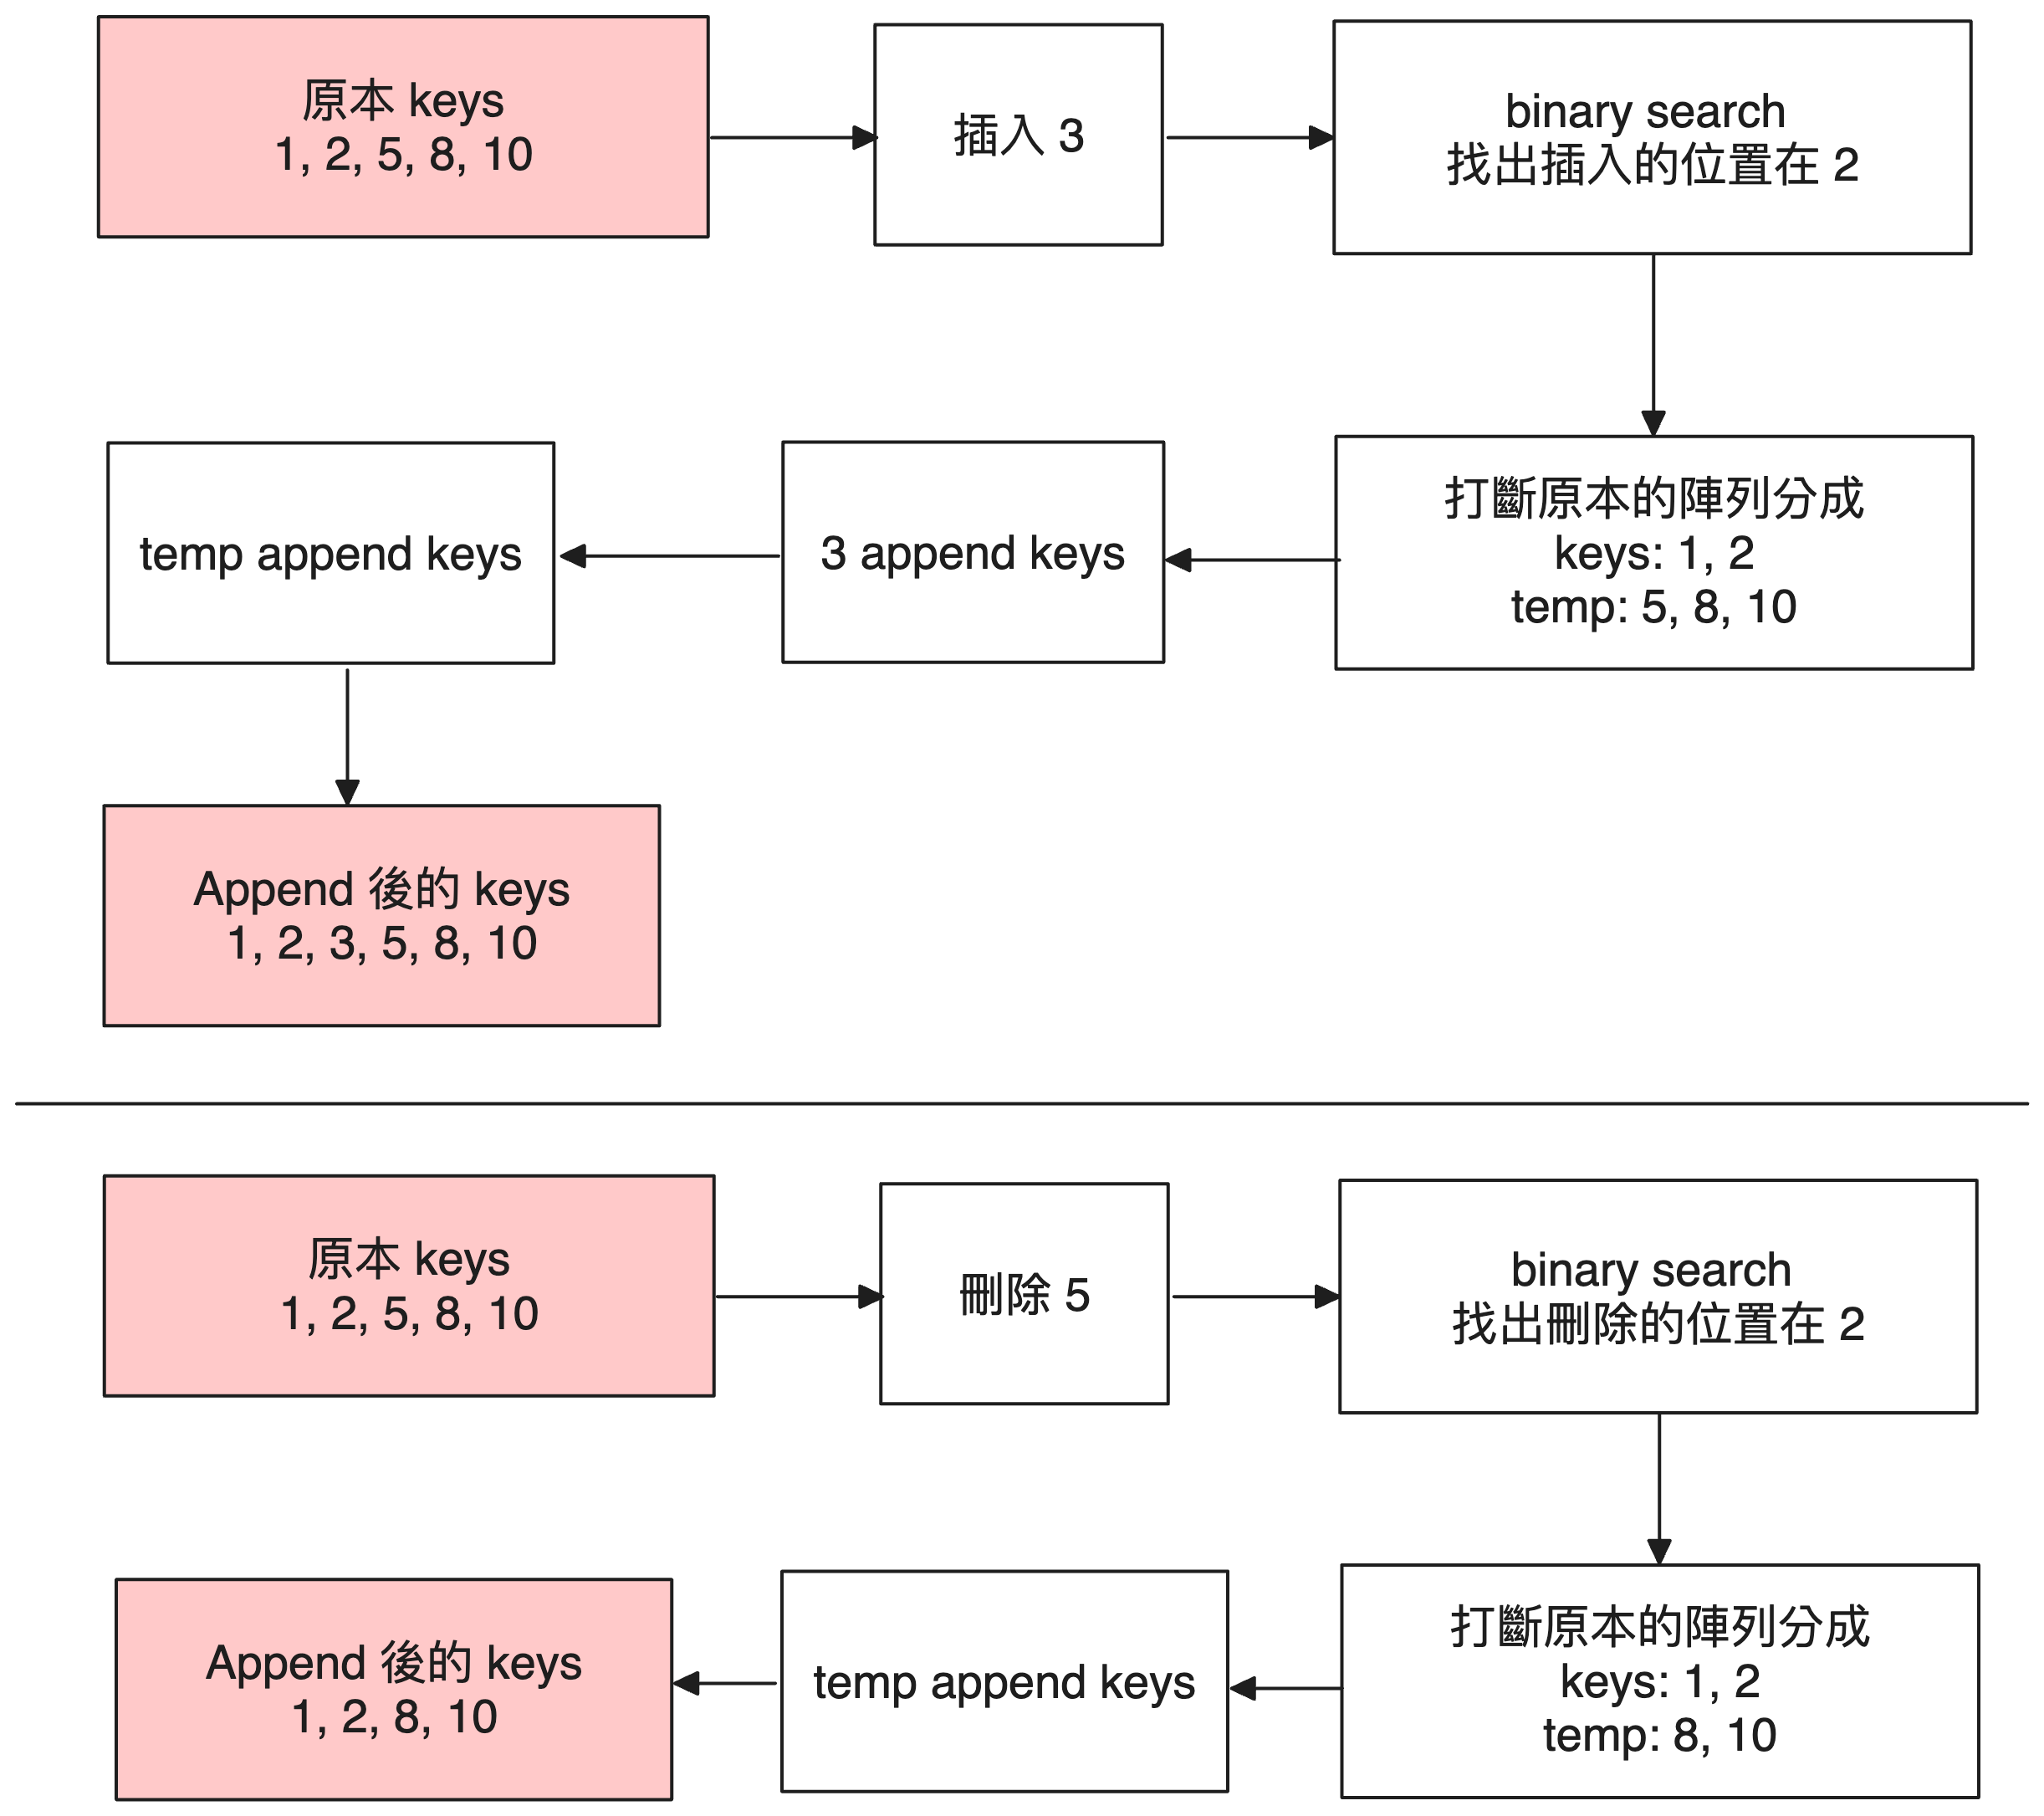 原本 keys
1, 2, 5, 8, 10
插入 3
binary search
找出插入的位置在 2
打斷原本的陣列分成
keys: 1, 2
temp: 5, 8, 10
3 append keys
temp append keys
Append 後的 keys
1, 2, 3, 5, 8, 10
原本 keys
1, 2, 5, 8, 10
刪除 5
binary search
找出刪除的位置在 2
打斷原本的陣列分成
keys: 1, 2
temp: 8, 10
temp append keys
Append 後的 keys
1, 2, 8, 10